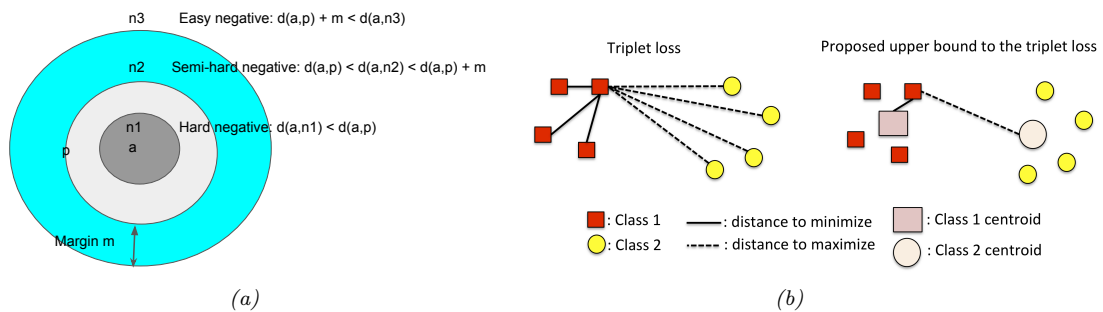 n3 Easy negative: d(a,p) + m < d(a,n3)
n2 Semi-hard negative: d(a,p) < d(a,n2) < d(a,p) + m
n1 Hard negative: d(a,n1) < d(a,p)
p
a
Margin m
(a)
Triplet loss
Proposed upper bound to the triplet loss
: Class 1
: distance to minimize
: Class 1 centroid
: Class 2
: distance to maximize
: Class 2 centroid
(b)